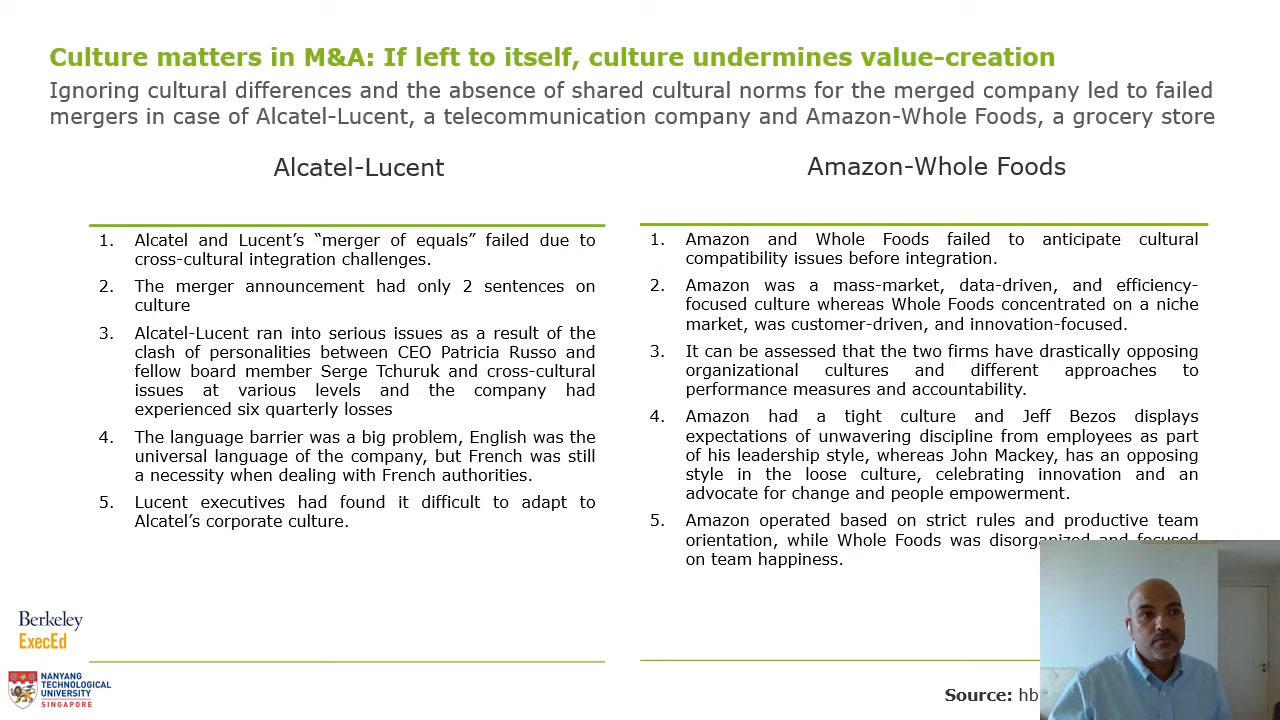 Culture matters in M&A: If left to itself, culture undermines value-creation
Ignoring cultural differences and the absence of shared cultural norms for the merged company led to failed
mergers in case of Alcatel-Lucent, a telecommunication company and Amazon-Whole Foods, a grocery store
Alcatel-Lucent
1. Alcatel and Lucent’s “merger of equals” failed due to
cross-cultural integration challenges.
2. The merger announcement had only 2 sentences on
culture
3. Alcatel-Lucent ran into serious issues as a result of the
clash of personalities between CEO Patricia Russo and
fellow board member Serge Tchuruk and cross-cultural
issues at various levels and the company had
experienced six quarterly losses
4. The language barrier was a big problem, English was the
universal language of the company, but French was still
a necessity when dealing with French authorities.
5. Lucent executives had found it difficult to adapt to
Alcatel’s corporate culture.
Amazon-Whole Foods
1. Amazon and Whole Foods failed to anticipate cultural
compatibility issues before integration.
2. Amazon was a mass-market, data-driven, and efficiency-
focused culture whereas Whole Foods concentrated on a niche
market, was customer-driven, and innovation-focused.
3. It can be assessed that the two firms have drastically opposing
organizational cultures and different approaches to
performance measures and accountability.
4. Amazon had a tight culture and Jeff Bezos displays
expectations of unwavering discipline from employees as part
of his leadership style, whereas John Mackey, has an opposing
style in the loose culture, celebrating innovation and an
advocate for change and people empowerment.
5. Amazon operated based on strict rules and productive team
orientation, while Whole Foods was disorganized and focused
on team happiness.
Berkeley
ExecEd
NANYANG
TECHNOLOGICAL
UNIVERSITY
SINGAPORE
Source: hb